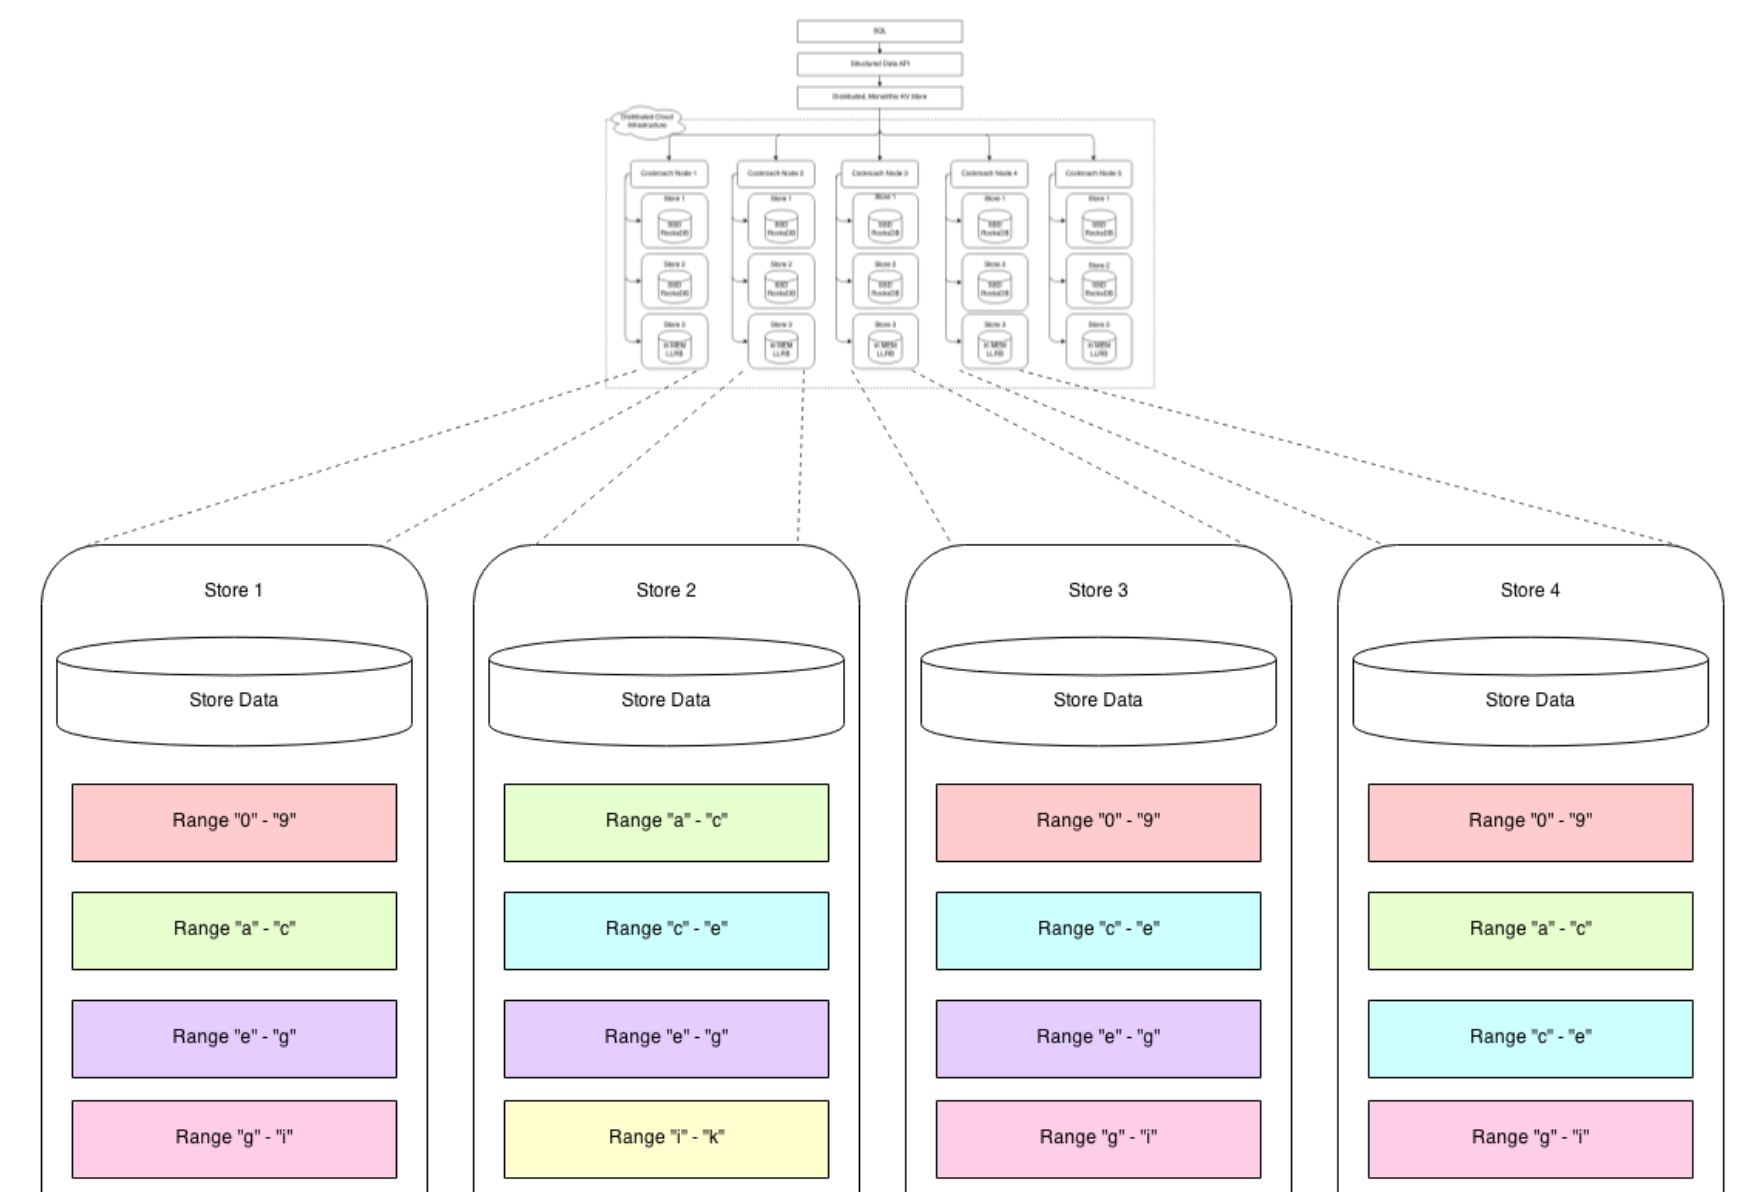 SQL
Structured Data API
Distributed, Monolithic KV Store
Distributed Cloud
Infrastructure
Cockroach Node 1
Cockroach Node 2
Cockroach Node 3
Cockroach Node 4
Cockroach Node 5
Store 1
Store 1
Store 1
Store 1
Store 1
SSD
RocksDB
SSD
RocksDB
SSD
RocksDB
SSD
RocksDB
SSD
RocksDB
Store 2
Store 2
Store 2
Store 2
Store 2
SSD
RocksDB
SSD
RocksDB
SSD
RocksDB
SSD
RocksDB
SSD
RocksDB
Store 3
Store 3
Store 3
Store 3
Store 3
In MEM
LLRB
In MEM
LLRB
In MEM
LLRB
In MEM
LLRB
In MEM
LLRB
Store 1
Store 2
Store 3
Store 4
Store Data
Store Data
Store Data
Store Data
Range "0" - "9"
Range "a" - "c"
Range "0" - "9"
Range "0" - "9"
Range "a" - "c"
Range "c" - "e"
Range "c" - "e"
Range "a" - "c"
Range "e" - "g"
Range "e" - "g"
Range "e" - "g"
Range "c" - "e"
Range "g" - "i"
Range "i" - "k"
Range "g" - "i"
Range "g" - "i"